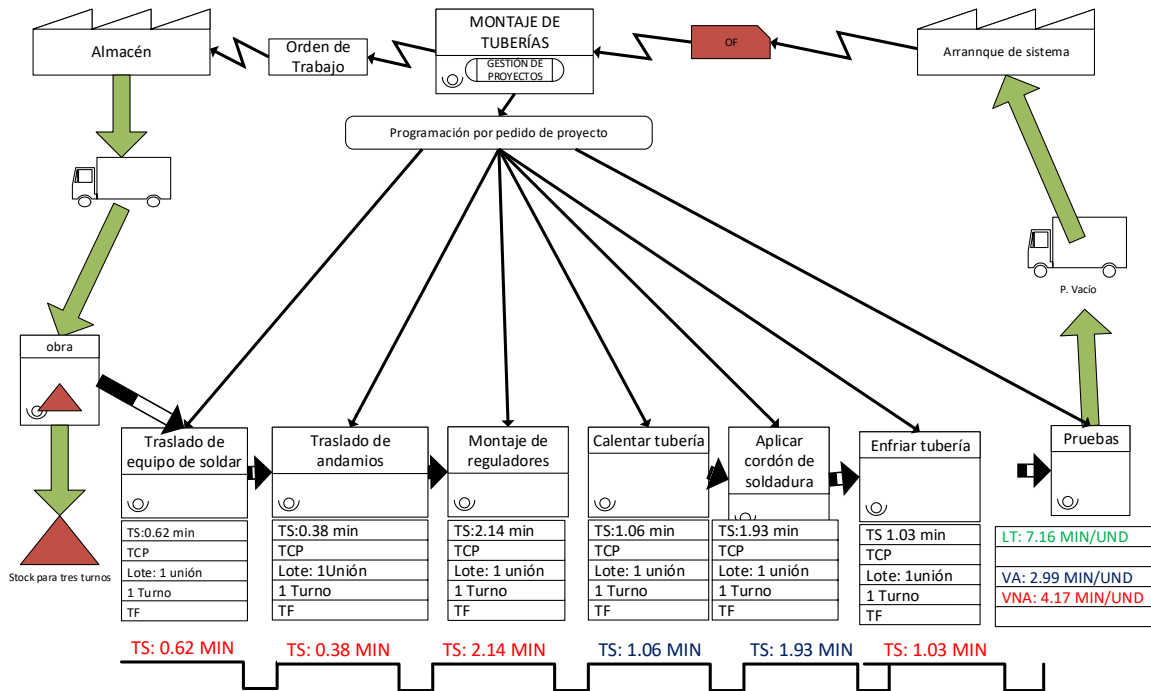 Almacén
Orden de
Trabajo
MONTAJE DE
TUBERÍAS
GESTIÓN DE
PROYECTOS
OF
Arrannque de sistema
Programación por pedido de proyecto
P. Vacío
obra
Stock para tres turnos
Traslado de
equipo de soldar
TS:0.62 min
TCP
Lote: 1 unión
1 Turno
TF
Traslado de
andamios
TS:0.38 min
TCP
Lote: 1Unión
1 Turno
TF
Montaje de
reguladores
TS:2.14 min
TCP
Lote: 1 unión
1 Turno
TF
Calentar tubería
TS:1.06 min
TCP
Lote: 1 unión
1 Turno
TF
Aplicar
cordón de
soldadura
TS:1.93 min
TCP
Lote: 1 unión
1 Turno
TF
Enfriar tubería
TS 1.03 min
TCP
Lote: 1unión
1 Turno
TF
Pruebas
LT: 7.16 MIN/UND
VA: 2.99 MIN/UND
VNA: 4.17 MIN/UND
TS: 0.62 MIN
TS: 0.38 MIN
TS: 2.14 MIN
TS: 1.06 MIN
TS: 1.93 MIN
TS: 1.03 MIN